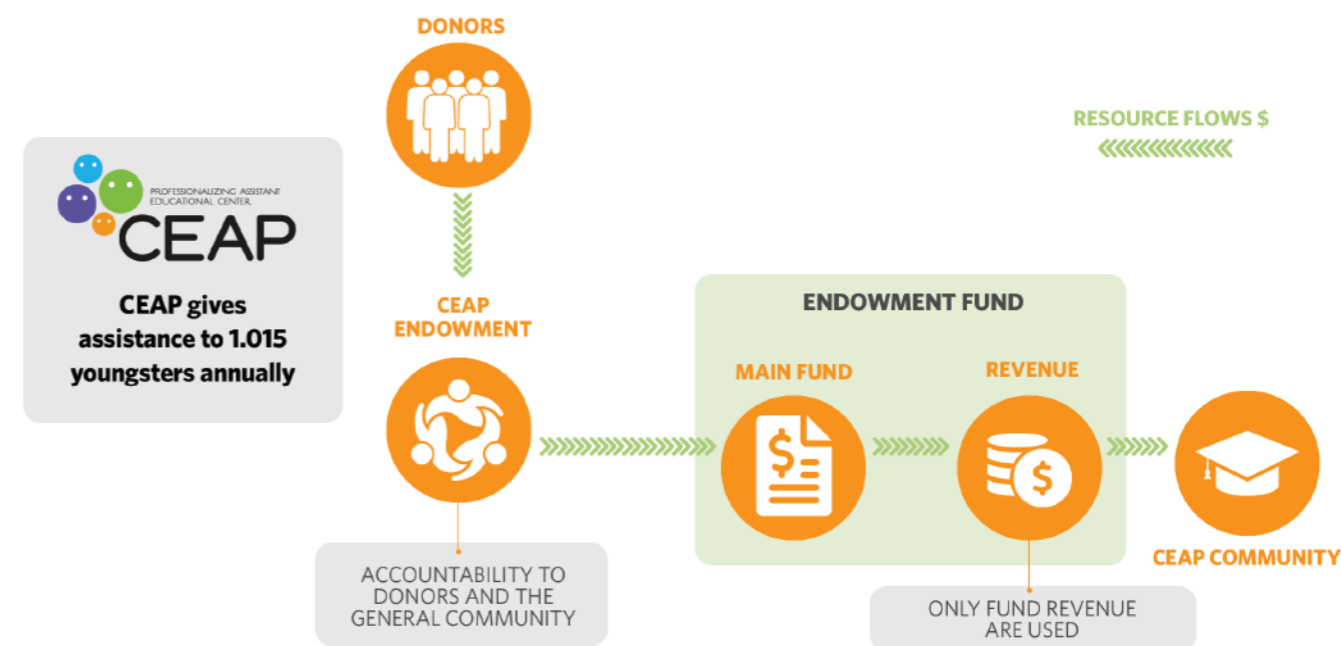 DONORS
RESOURCE FLOWS $
PROFESSIONALIZING ASSISTANT
EDUCATIONAL CENTER
CEAP
CEAP gives
assistance to 1.015
youngsters annually
CEAP
ENDOWMENT
ENDOWMENT FUND
MAIN FUND
$
REVENUE
$
CEAP COMMUNITY
ACCOUNTABILITY TO
DONORS AND THE
GENERAL COMMUNITY
ONLY FUND REVENUE
ARE USED